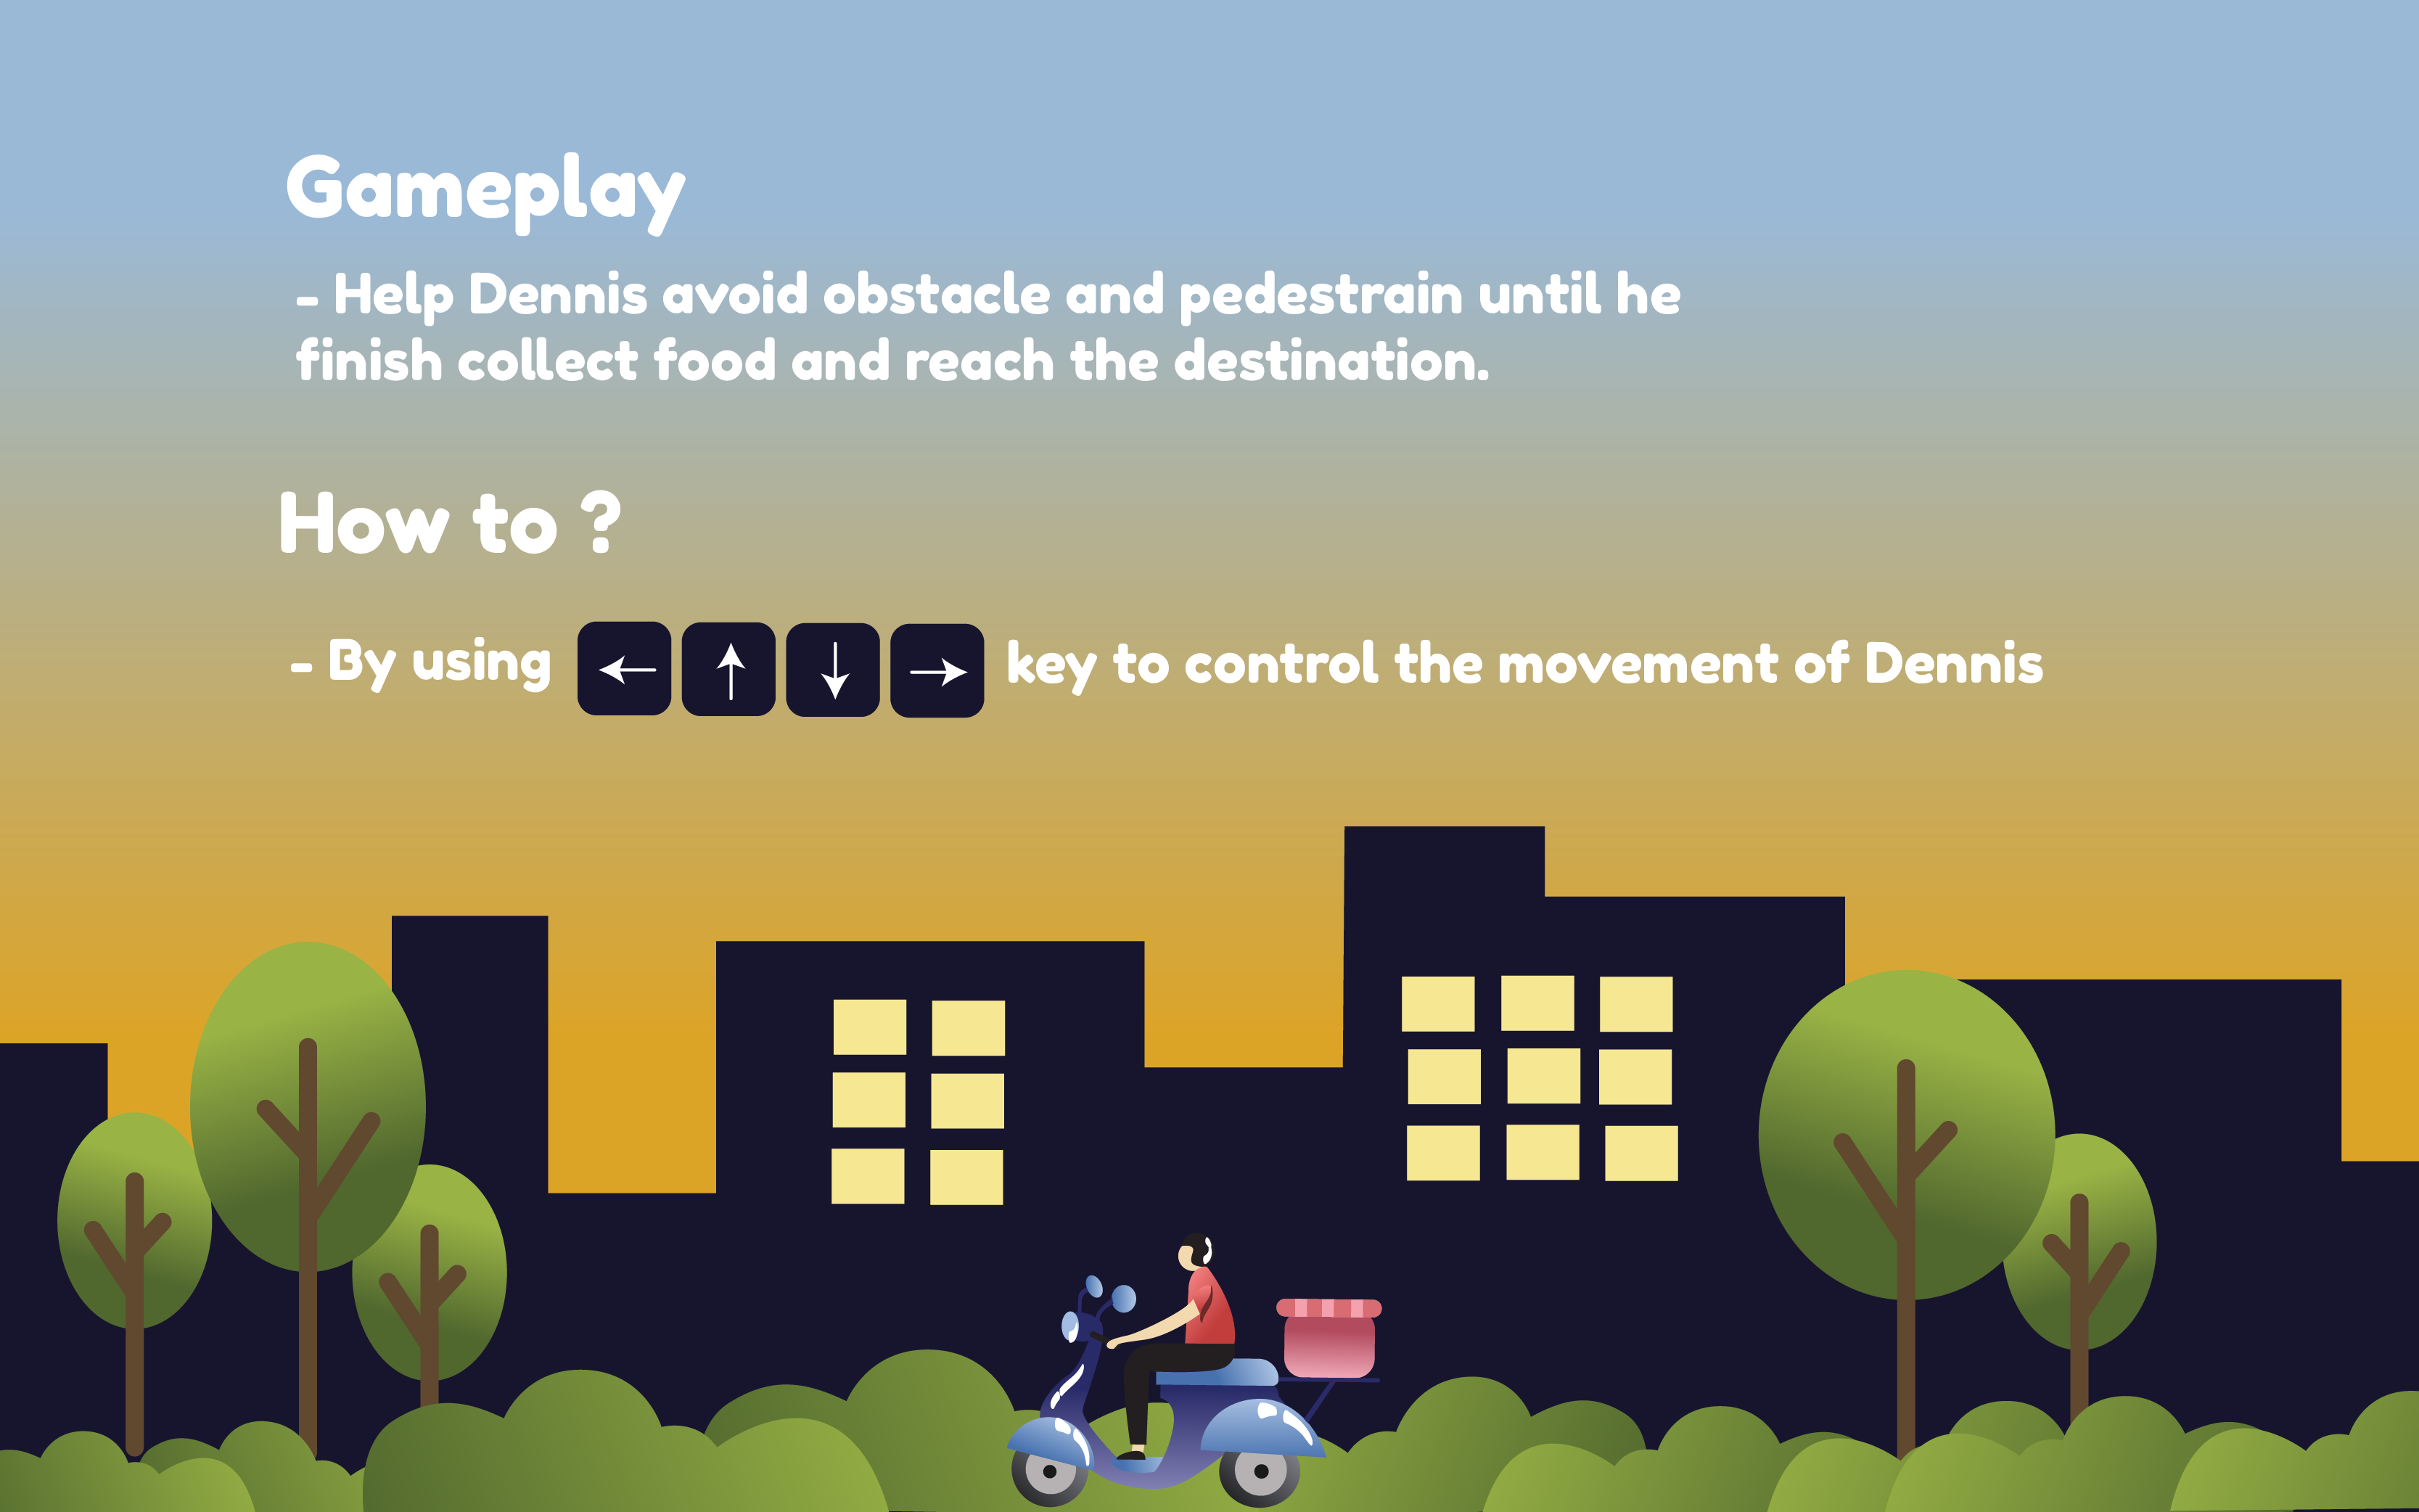 Gameplay
- Help Dennis avoid obstacle and pedestrain until he
finish collect food and reach the destination.
How to ?
- By using ← ↑ ↓ → key to control the movement of Dennis